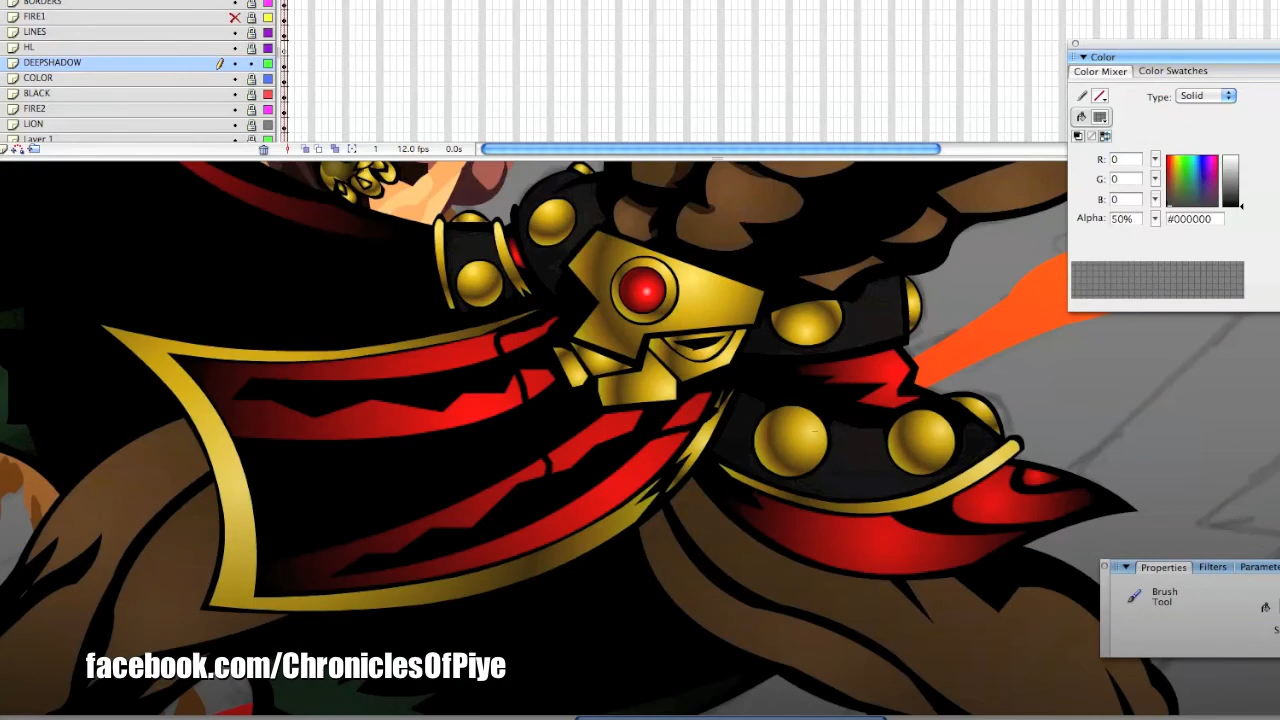 BORDERS
FIRE1
LINES
HL
DEEPSHADOW
COLOR
BLACK
FIRE2
LION
Layer 1
1 12.0 fps 0.0s
Color
Color Mixer Color Swatches
Type: Solid
R: 0
G: 0
B: 0
Alpha: 50% #000000
Properties Filters Parame
Brush
Tool
S
facebook.com/ChroniclesOfPiye